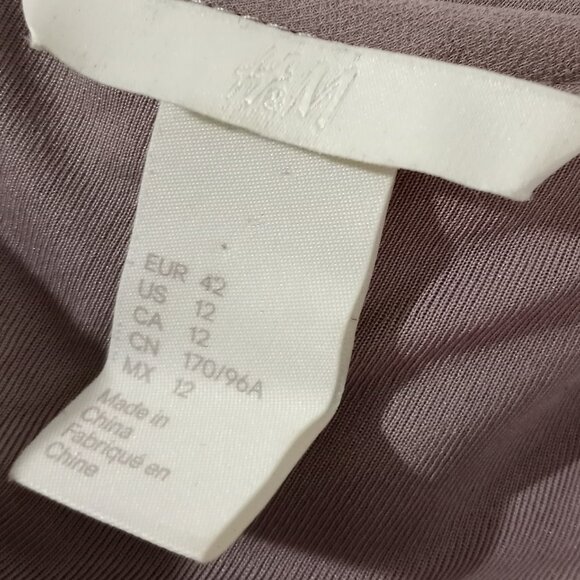 H&M
EUR 42
US 12
CA 12
CN 170/96A
MX 12
Made in
China
Fabriqué en
Chine